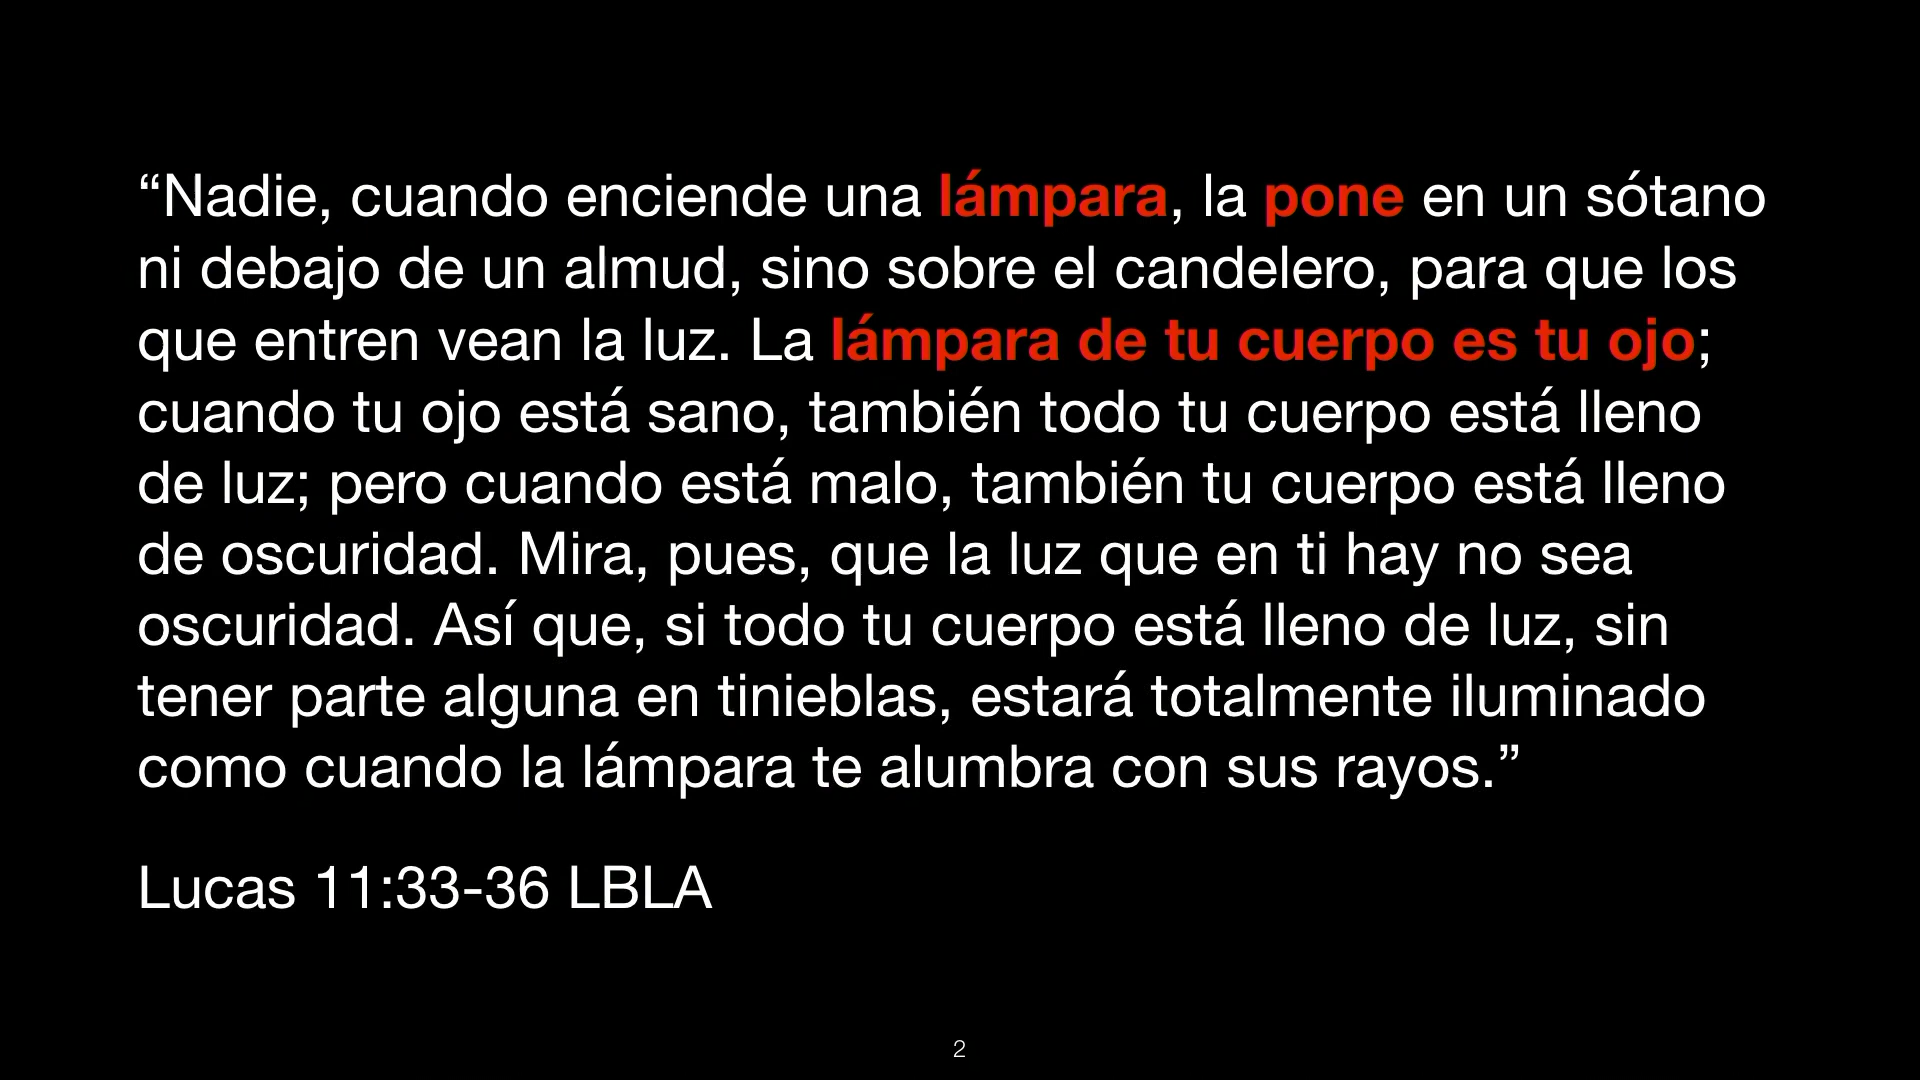 “Nadie, cuando enciende una lámpara, la pone en un sótano
ni debajo de un almud, sino sobre el candelero, para que los
que entren vean la luz. La lámpara de tu cuerpo es tu ojo;
cuando tu ojo está sano, también todo tu cuerpo está lleno
de luz; pero cuando está malo, también tu cuerpo está lleno
de oscuridad. Mira, pues, que la luz que en ti hay no sea
oscuridad. Así que, si todo tu cuerpo está lleno de luz, sin
tener parte alguna en tinieblas, estará totalmente iluminado
como cuando la lámpara te alumbra con sus rayos.”
Lucas 11:33-36 LBLA
2